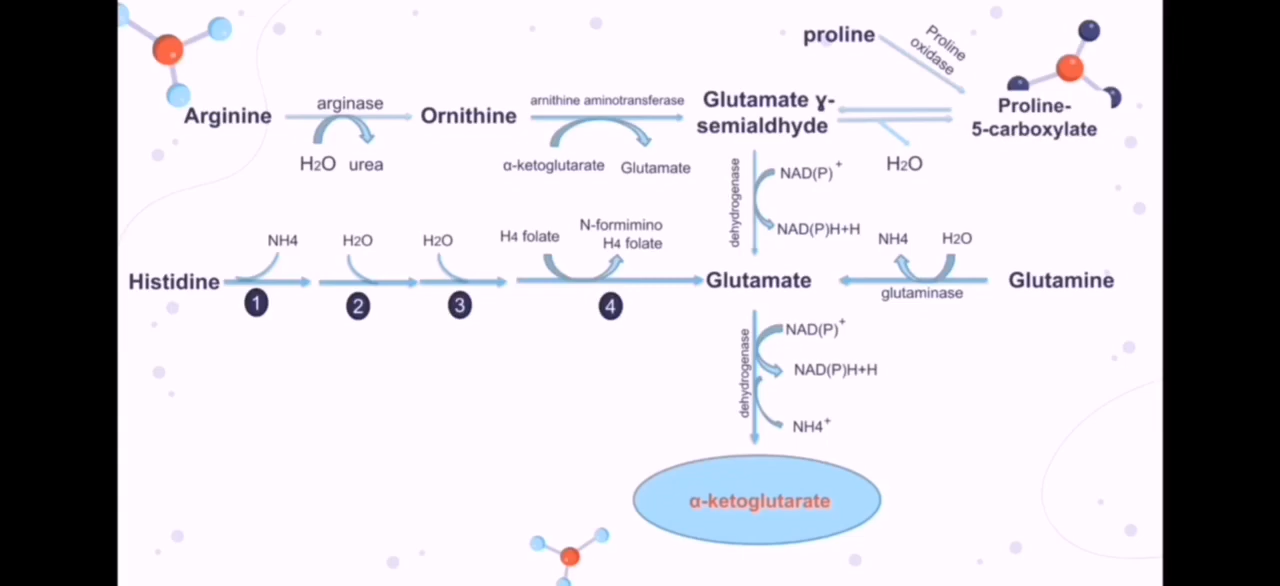 proline
Proline
oxidase
Arginine
arginase
H2O
urea
Ornithine
arnithine aminotransferase
α-ketoglutarate
Glutamate
Glutamate ɣ-
semialdhyde
Proline-
5-carboxylate
H2O
dehydrogenase
NAD(P)+
NAD(P)H+H
Histidine
NH4
1
H2O
2
H2O
3
H4 folate
N-formimino
H4 folate
4
Glutamate
NH4
H2O
glutaminase
Glutamine
dehydrogenase
NAD(P)+
NAD(P)H+H
NH4+
α-ketoglutarate